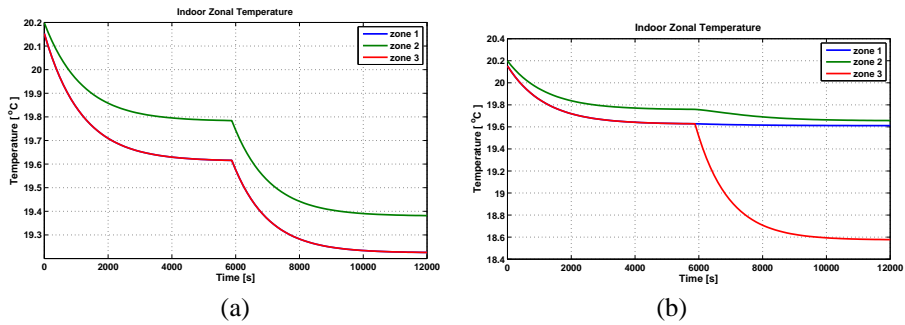 Indoor Zonal Temperature
Temperature [ °C ]
20.2
20.1
20
19.9
19.8
19.7
19.6
19.5
19.4
19.3
0 2000 4000 6000 8000 10000 12000
Time [s]
zone 1
zone 2
zone 3
(a)
Indoor Zonal Temperature
Temperature [ °C ]
20.4
20.2
20
19.8
19.6
19.4
19.2
19
18.8
18.6
18.4
0 2000 4000 6000 8000 10000 12000
Time [s]
zone 1
zone 2
zone 3
(b)